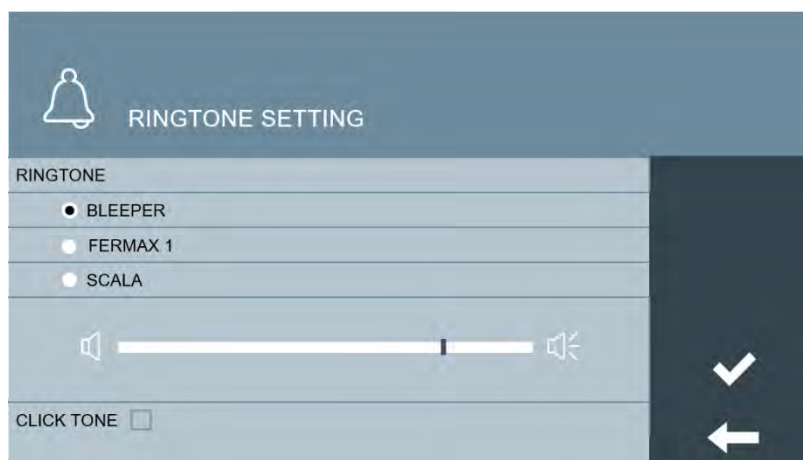 RINGTONE SETTING
RINGTONE
BLEEPER
FERMAX 1
SCALA
CLICK TONE